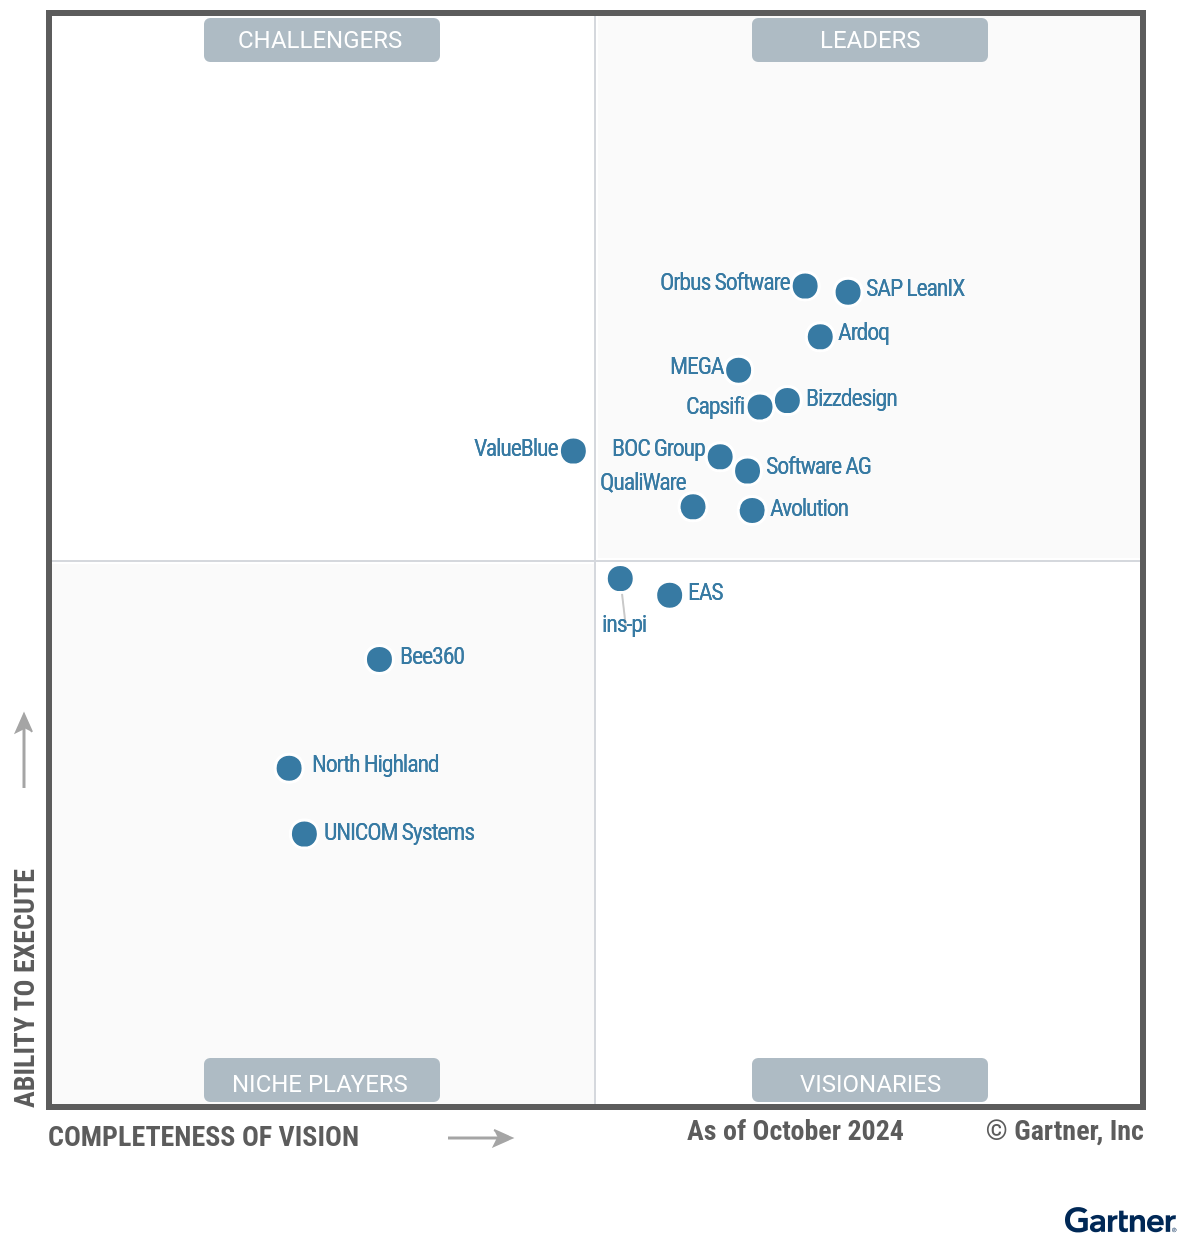 CHALLENGERS
LEADERS
Orbus Software
SAP LeanIX
Ardoq
MEGA
Capsifi
Bizzdesign
ValueBlue
BOC Group
Software AG
QualiWare
Avolution
EAS
ins-pi
Bee360
North Highland
UNICOM Systems
ABILITY TO EXECUTE
NICHE PLAYERS
VISIONARIES
COMPLETENESS OF VISION
As of October 2024
© Gartner, Inc
Gartner®